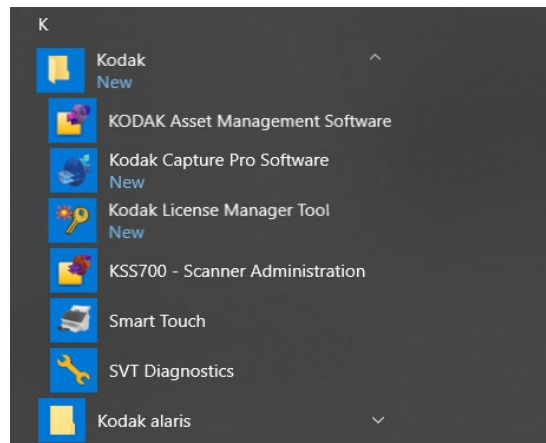 K
Kodak
New
KODAK Asset Management Software
Kodak Capture Pro Software
New
Kodak License Manager Tool
New
KSS700 - Scanner Administration
Smart Touch
SVT Diagnostics
Kodak alaris